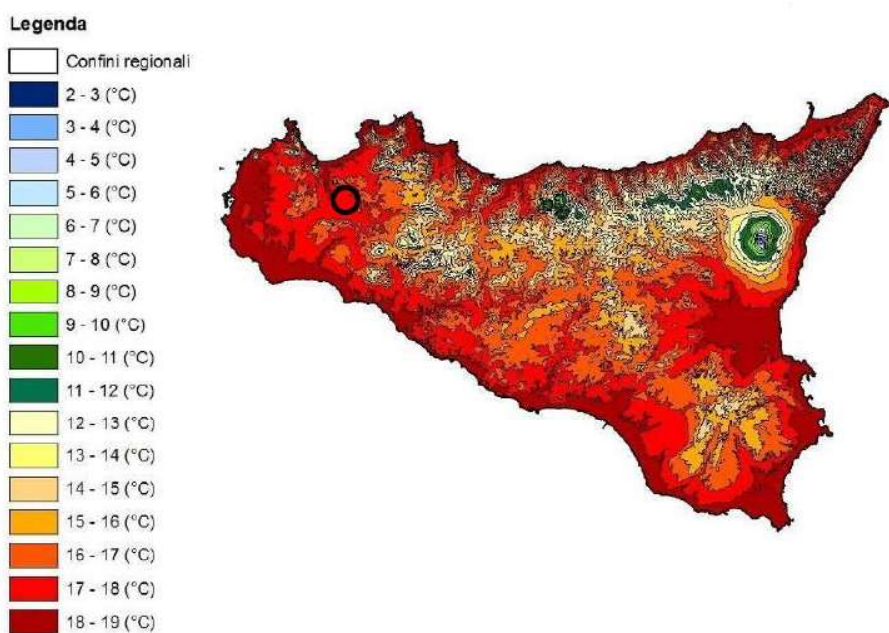 Legenda
Confini regionali
2 - 3 (°C)
3 - 4 (°C)
4 - 5 (°C)
5 - 6 (°C)
6 - 7 (°C)
7 - 8 (°C)
8 - 9 (°C)
9 - 10 (°C)
10 - 11 (°C)
11 - 12 (°C)
12 - 13 (°C)
13 - 14 (°C)
14 - 15 (°C)
15 - 16 (°C)
16 - 17 (°C)
17 - 18 (°C)
18 - 19 (°C)